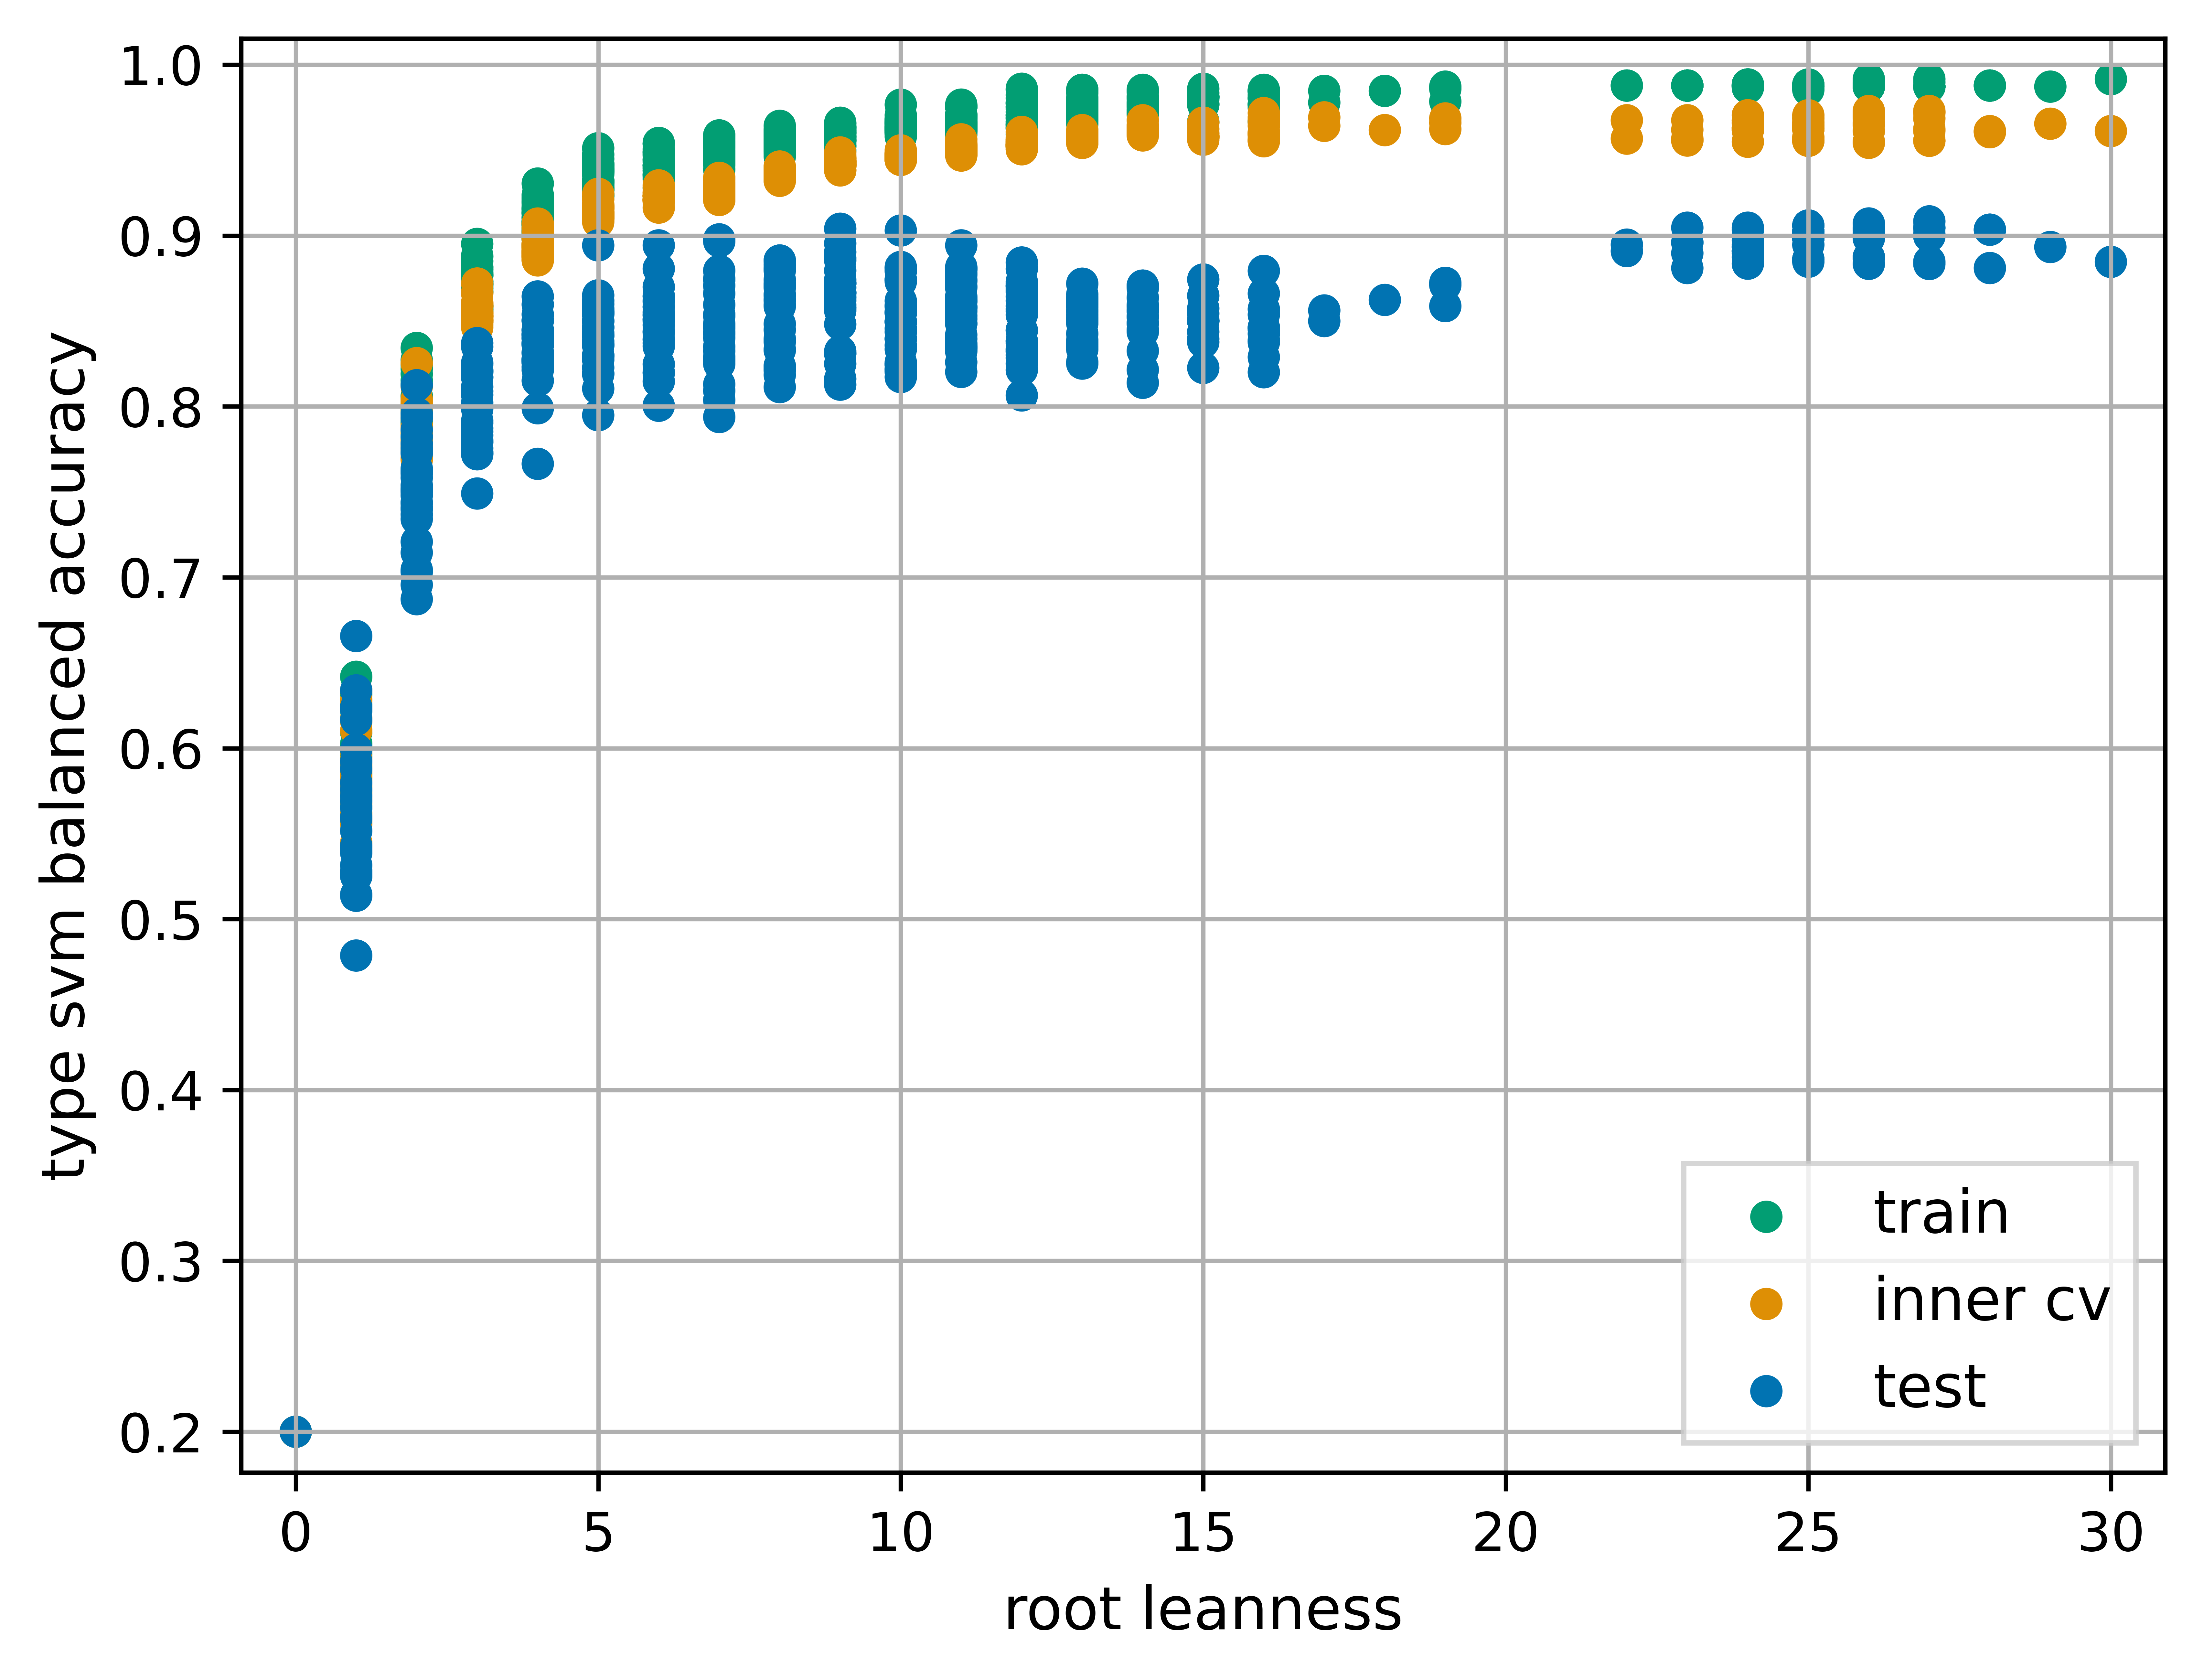 1.0
0.9
0.8
0.7
0.6
0.5
0.4
0.3
0.2
type svm balanced accuracy
train
inner cv
test
0 5 10 15 20 25 30
root leanness